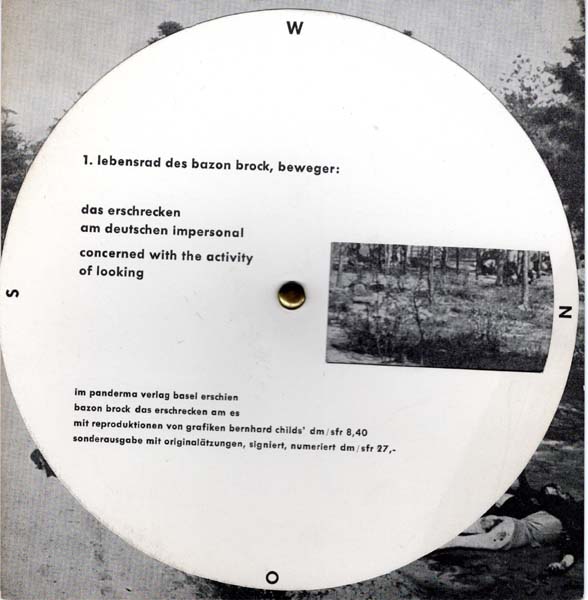 W
1. lebensrad des bazon brock, beweger:
das erschrecken
am deutschen impersonal
concerned with the activity
of looking
S
N
im panderma verlag basel erschien
bazon brock das erschrecken am es
mit reproduktionen von grafiken bernhard childs' dm/sfr 8,40
sonderausgabe mit originalätzungen, signiert, numeriert dm/sfr 27,-
O